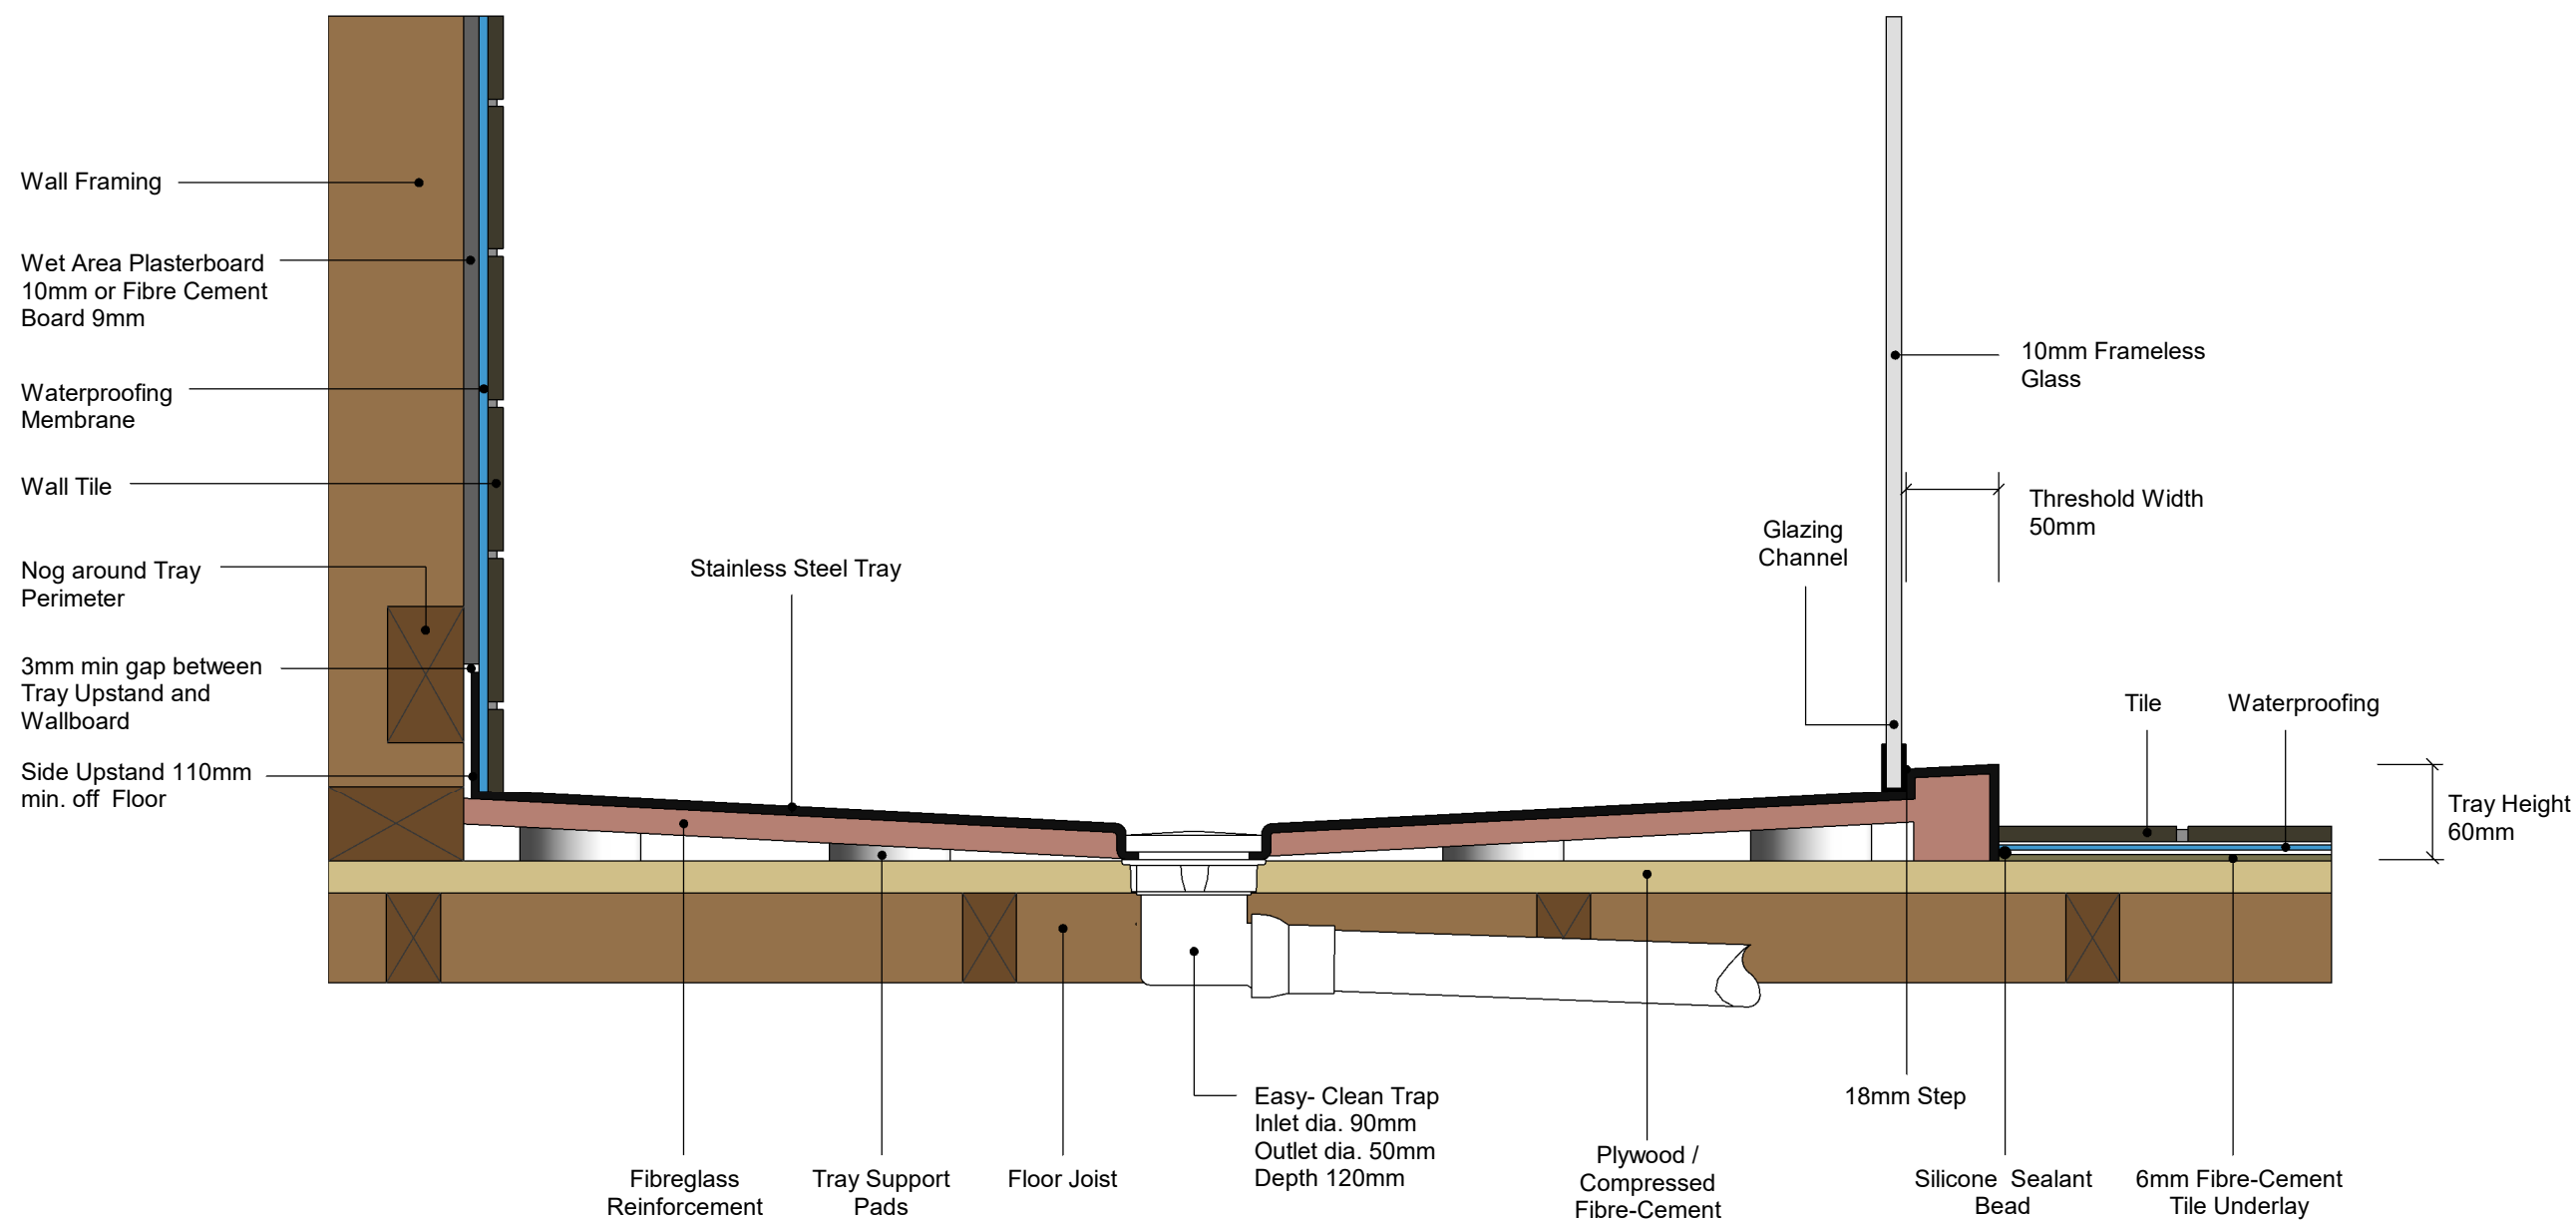 Wall Framing
Wet Area Plasterboard
10mm or Fibre Cement
Board 9mm
Waterproofing
Membrane
Wall Tile
Nog around Tray
Perimeter
3mm min gap between
Tray Upstand and
Wallboard
Side Upstand 110mm
min. off Floor
Stainless Steel Tray
Glazing
Channel
10mm Frameless
Glass
Threshold Width
50mm
Tile
Waterproofing
Tray Height
60mm
Fibreglass
Reinforcement
Tray Support
Pads
Floor Joist
Easy- Clean Trap
Inlet dia. 90mm
Outlet dia. 50mm
Depth 120mm
Plywood /
Compressed
Fibre-Cement
18mm Step
Silicone Sealant
Bead
6mm Fibre-Cement
Tile Underlay